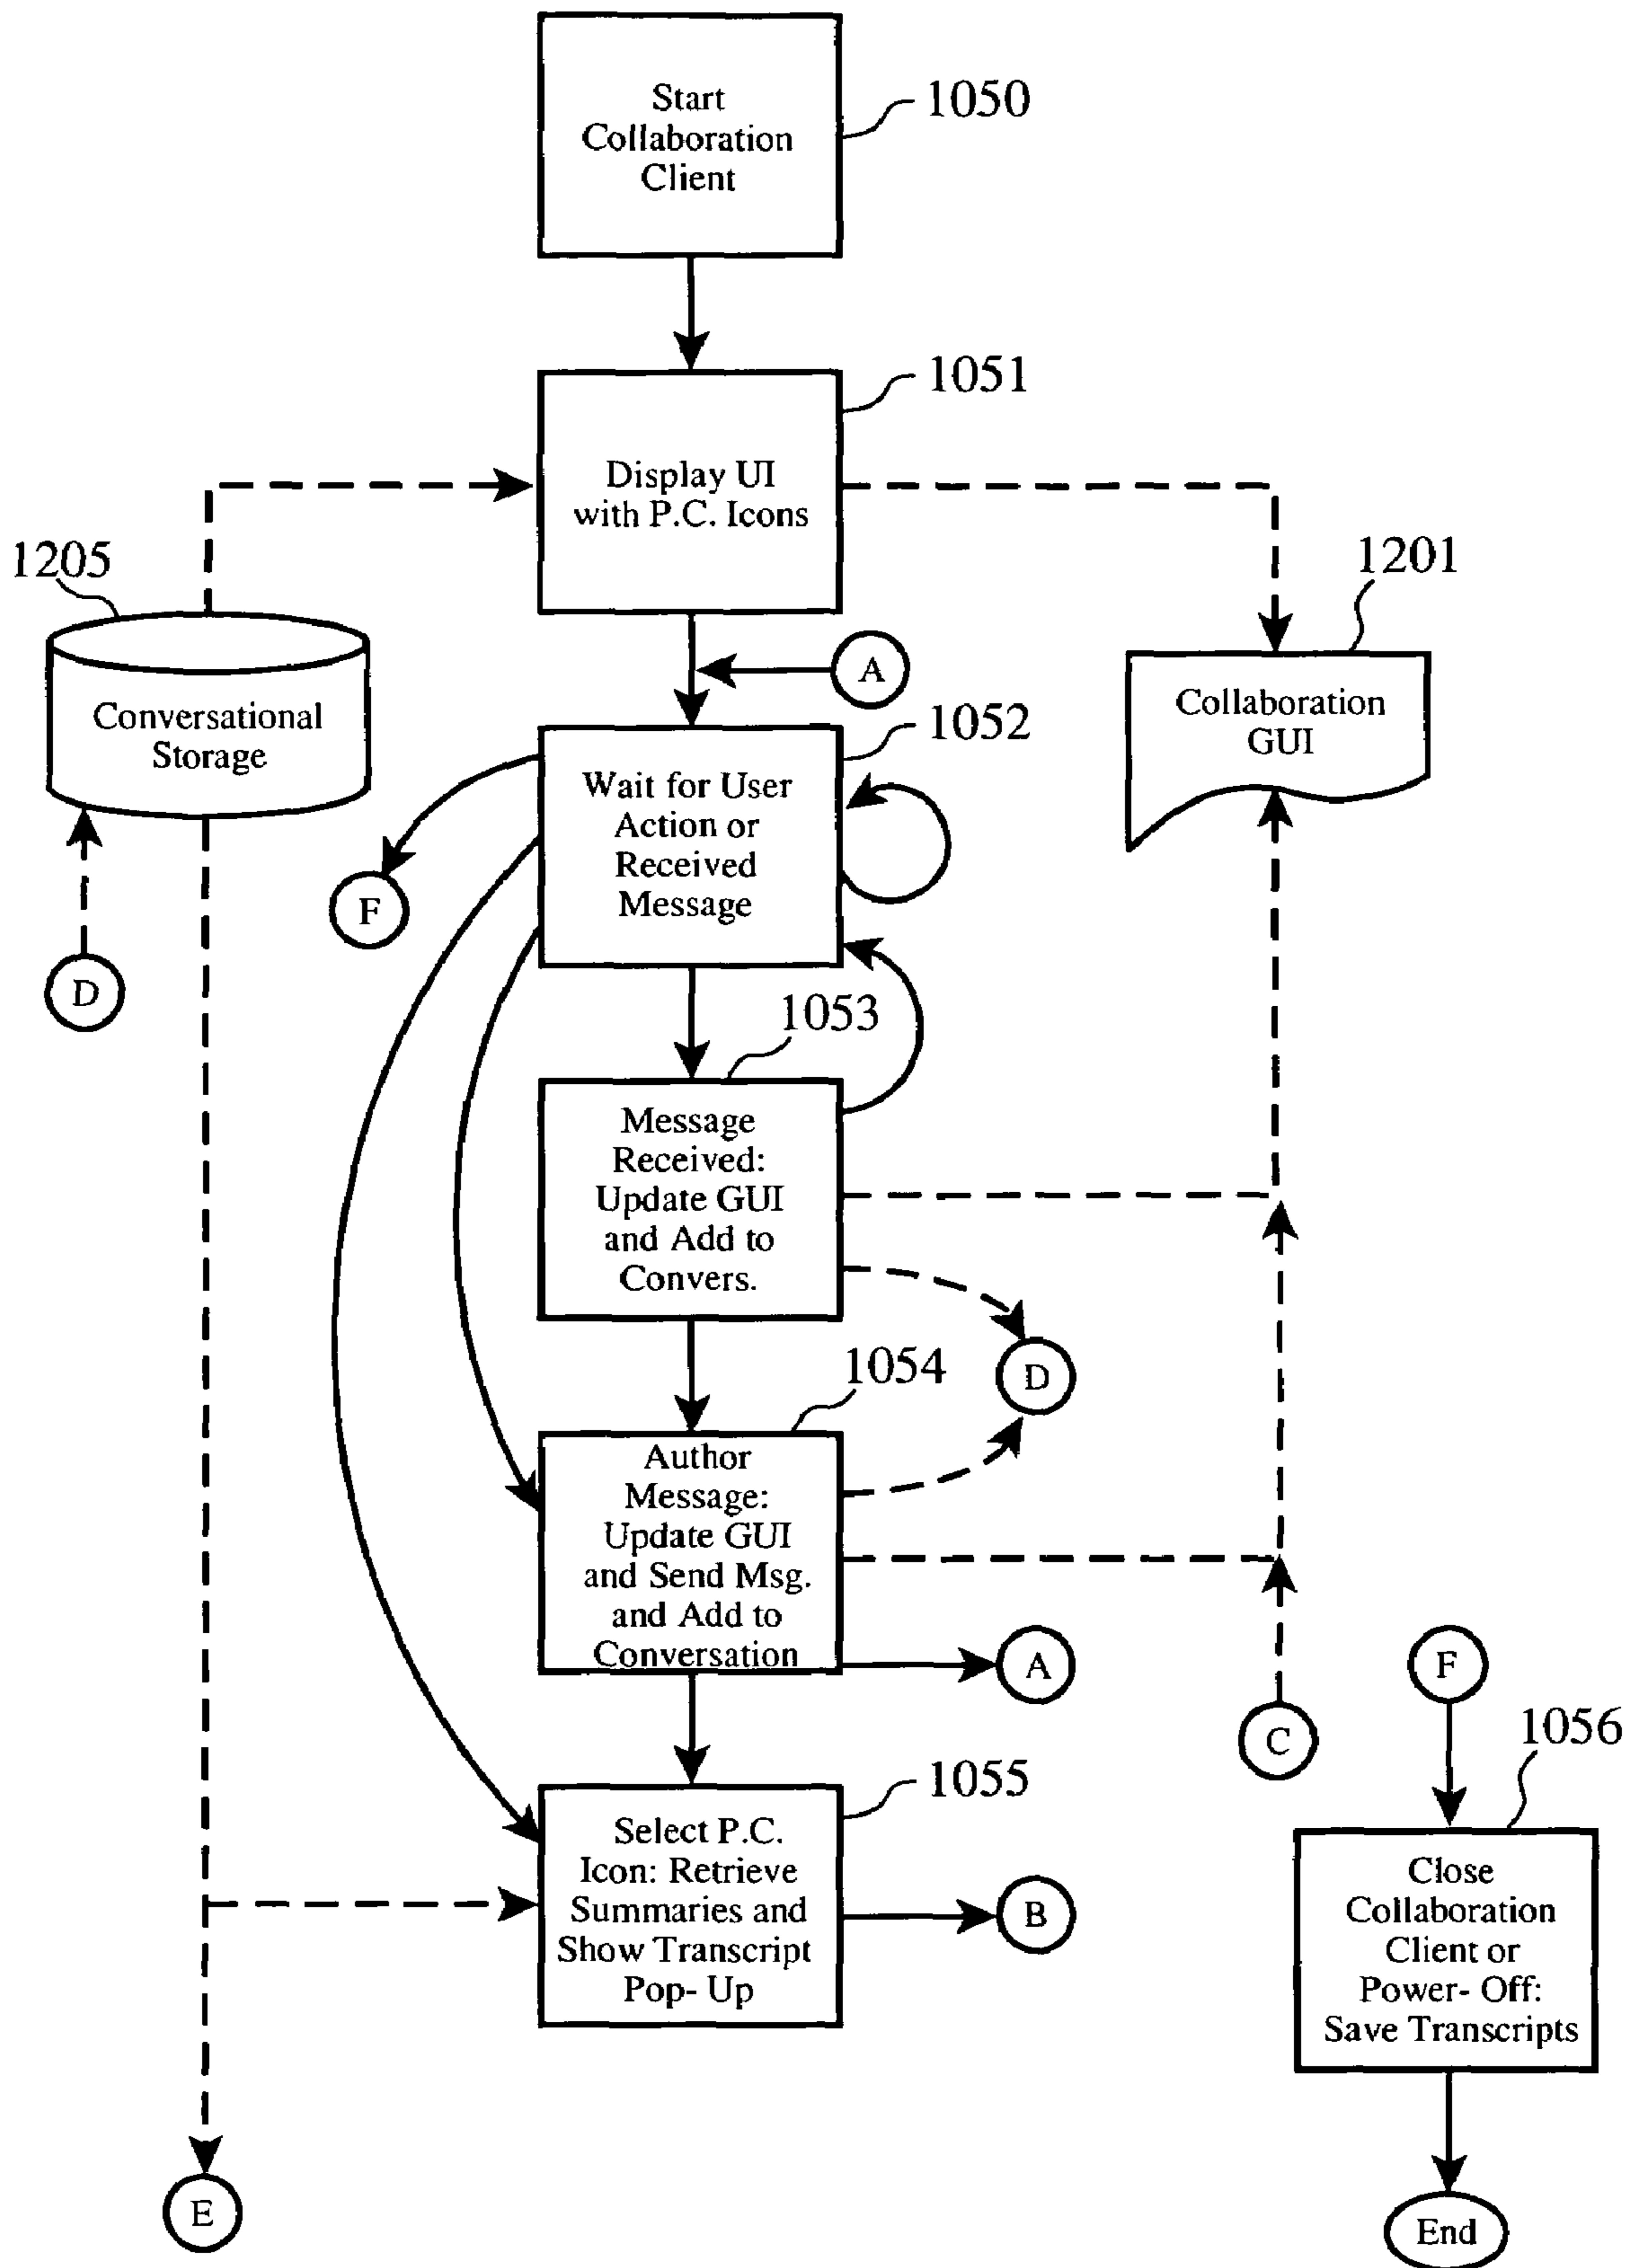 Start
Collaboration
Client
1050
1051
Display UI
with P.C. Icons
1205
1201
A
Conversational
Storage
Collaboration
GUI
1052
Wait for User
Action or
Received
Message
F
D
1053
Message
Received:
Update GUI
and Add to
Convers.
1054
D
Author
Message:
Update GUI
and Send Msg.
and Add to
Conversation
A
F
C
1056
1055
Select P.C.
Icon: Retrieve
Summaries and
Show Transcript
Pop- Up
B
Close
Collaboration
Client or
Power- Off:
Save Transcripts
E
End